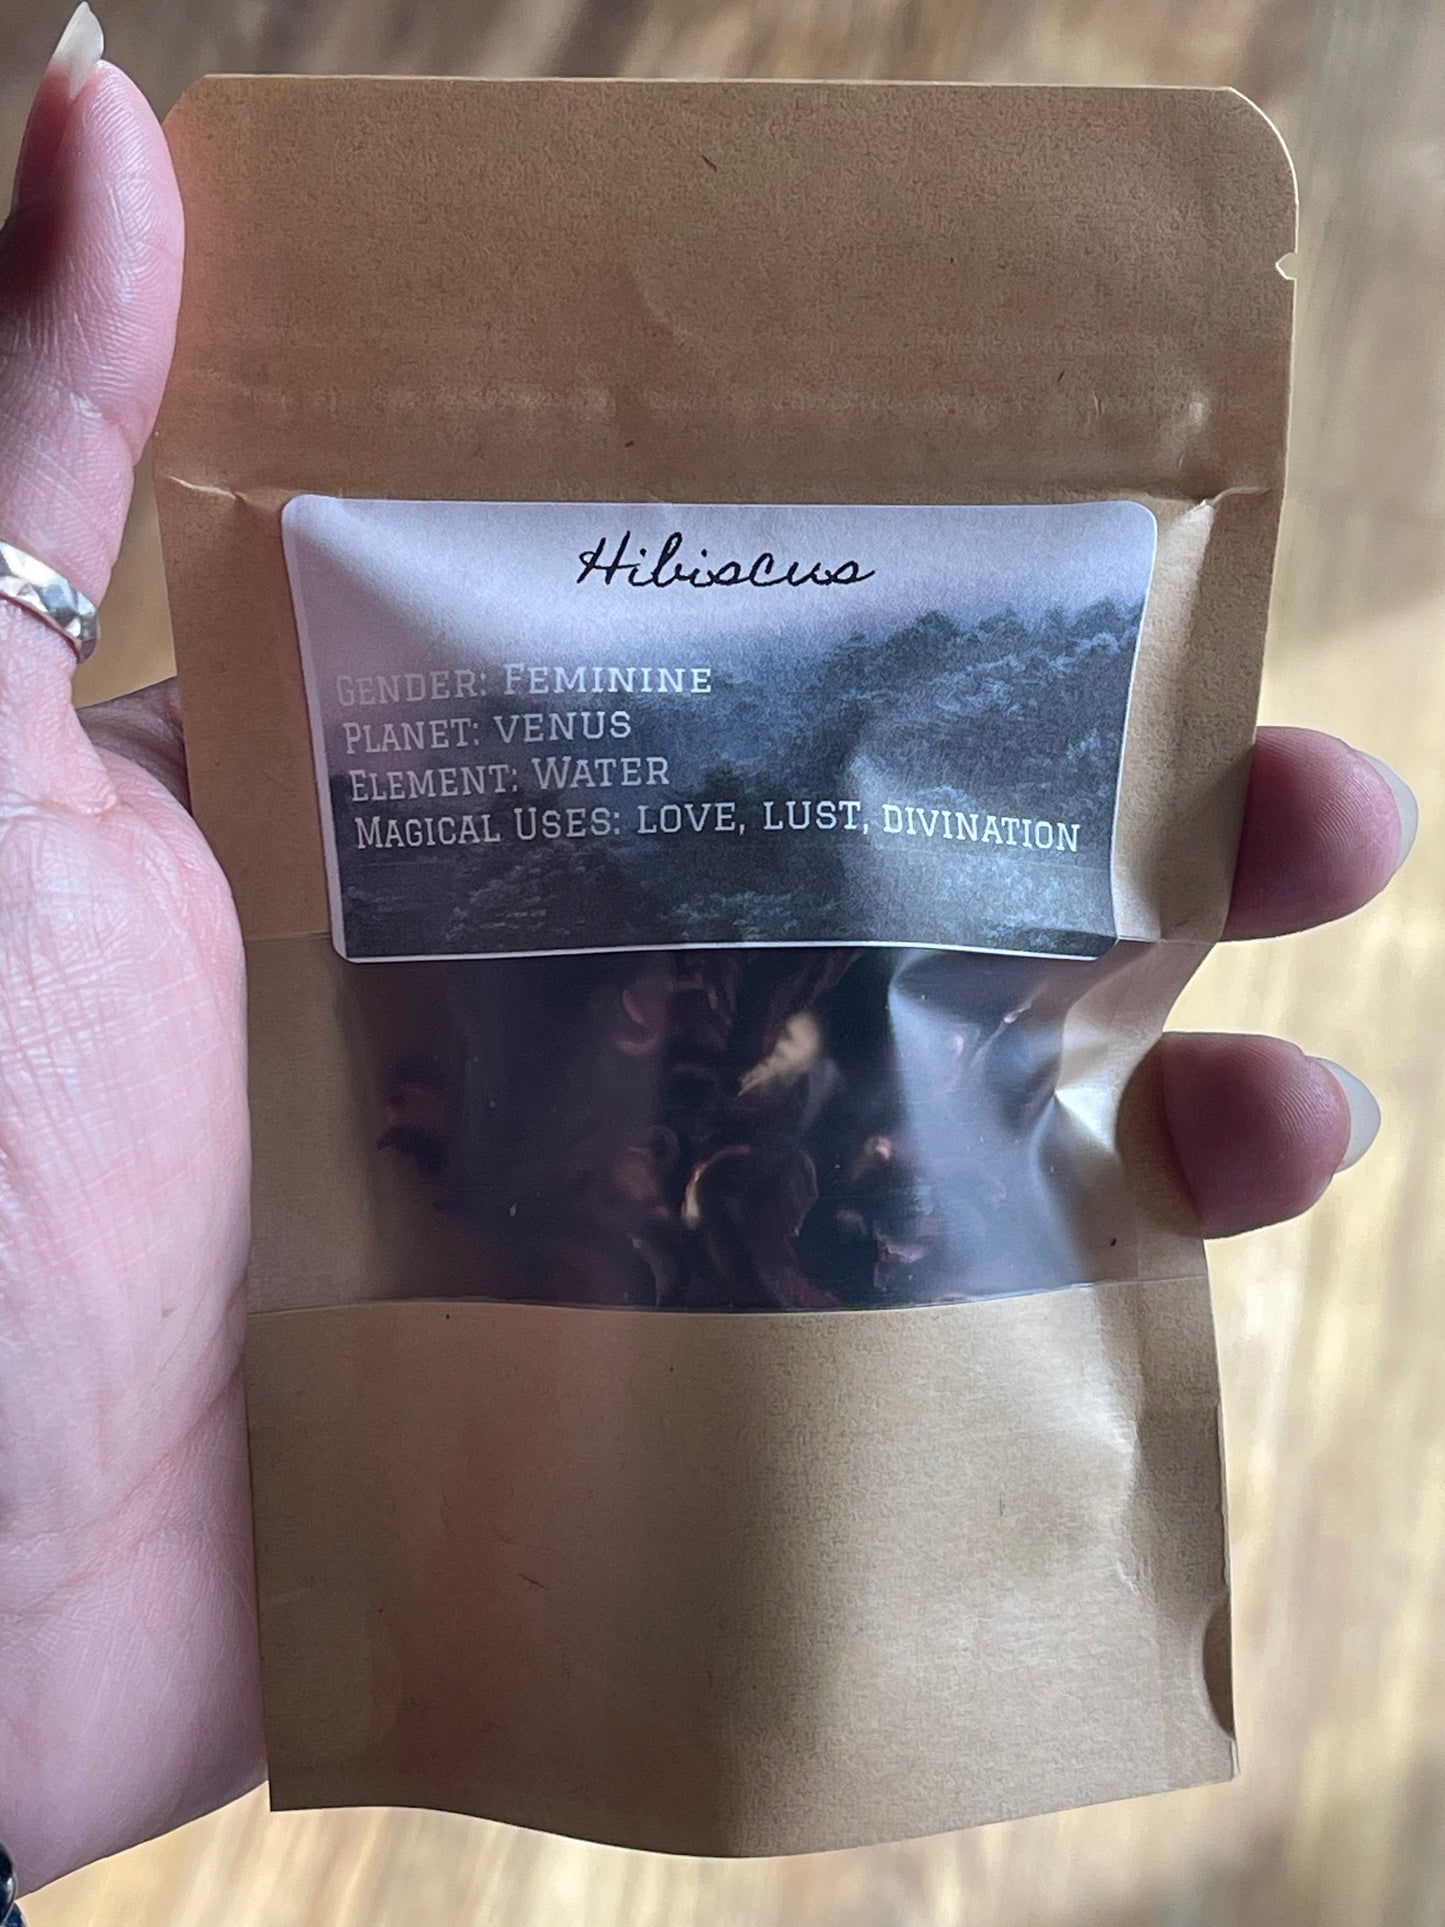 Hibiscus
Gender: Feminine
Planet: venus
Element: Water
Magical Uses: love, lust, divination